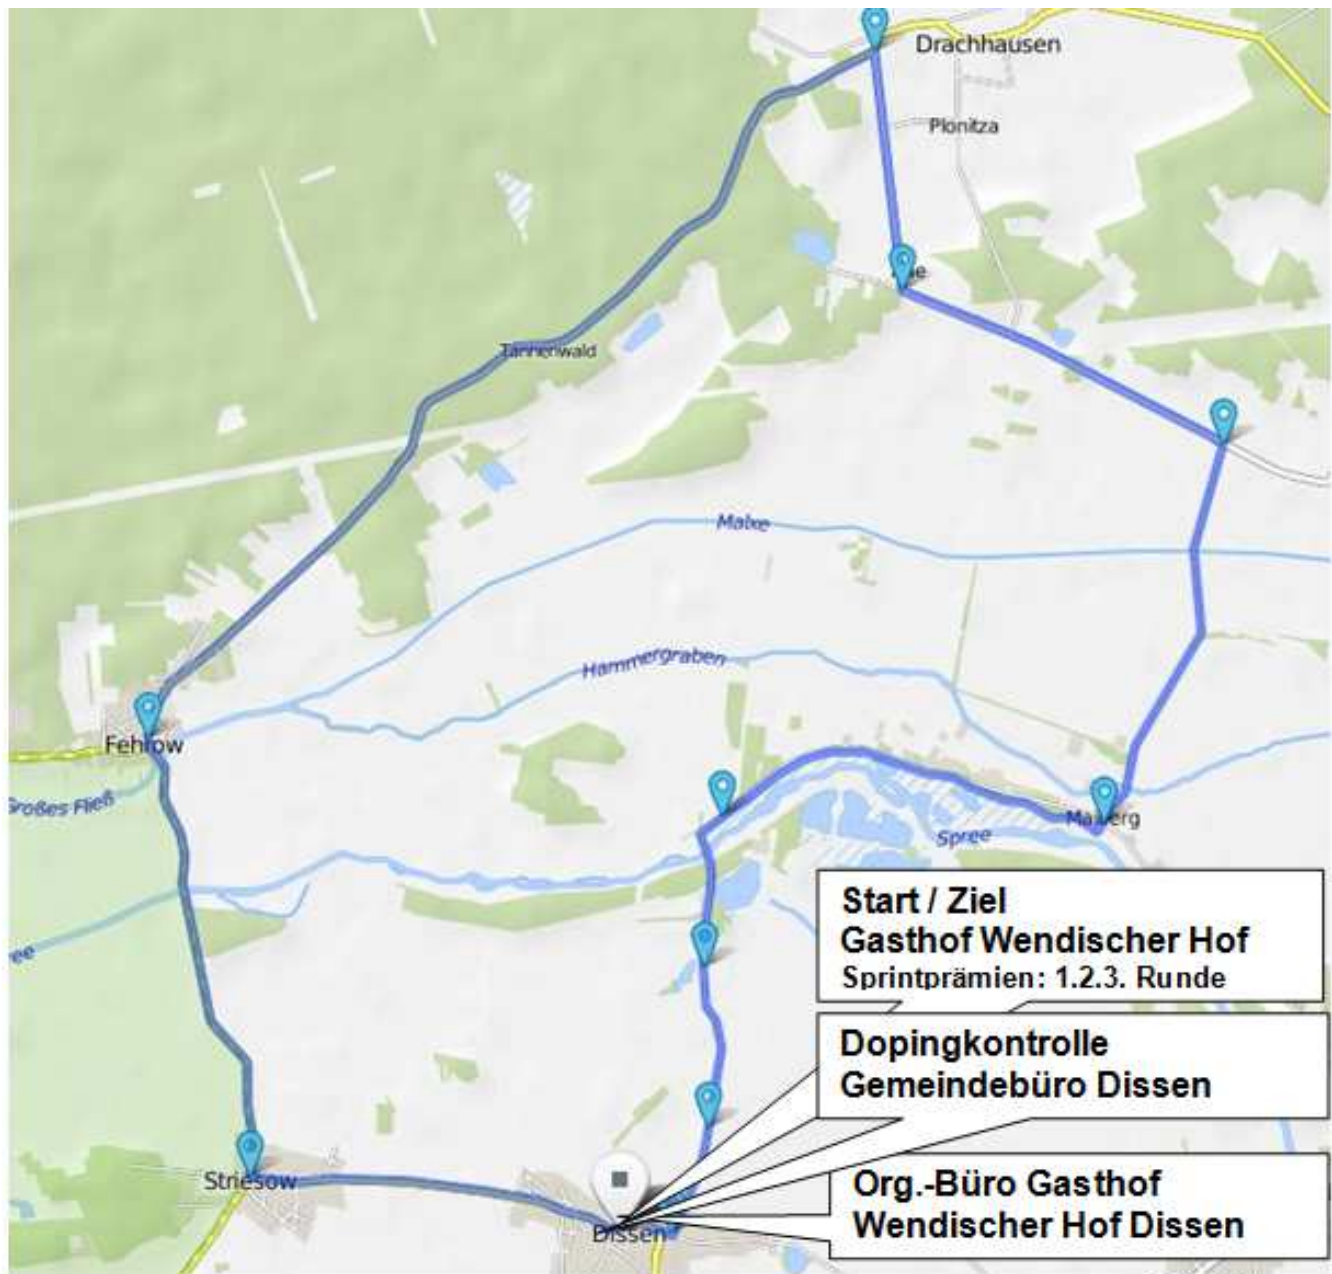 Drachhausen
Plonitza
Tannenwald
Malxe
Hammergraben
Fehrow
Großes Fließ
Spree
Start / Ziel
Gasthof Wendischer Hof
Sprintprämien: 1.2.3. Runde
Dopingkontrolle
Gemeindebüro Dissen
Striesow
Org.-Büro Gasthof
Wendischer Hof Dissen
Dissen